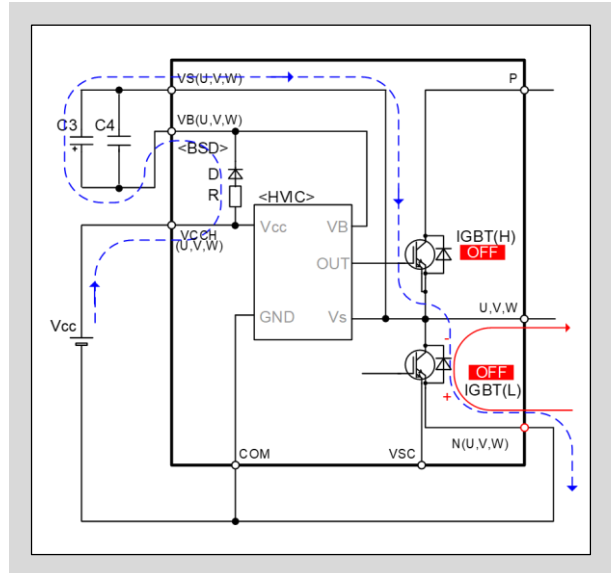 VS(U,V,W)
P
VB(U,V,W)
C3
C4
+
<BSD>
D
R
<HVIC>
Vcc
VB
VCCH
(U,V,W)
IGBT(H)
OFF
OUT
U,V,W
Vcc
GND
Vs
-
OFF
IGBT(L)
+
N(U,V,W)
COM
VSC